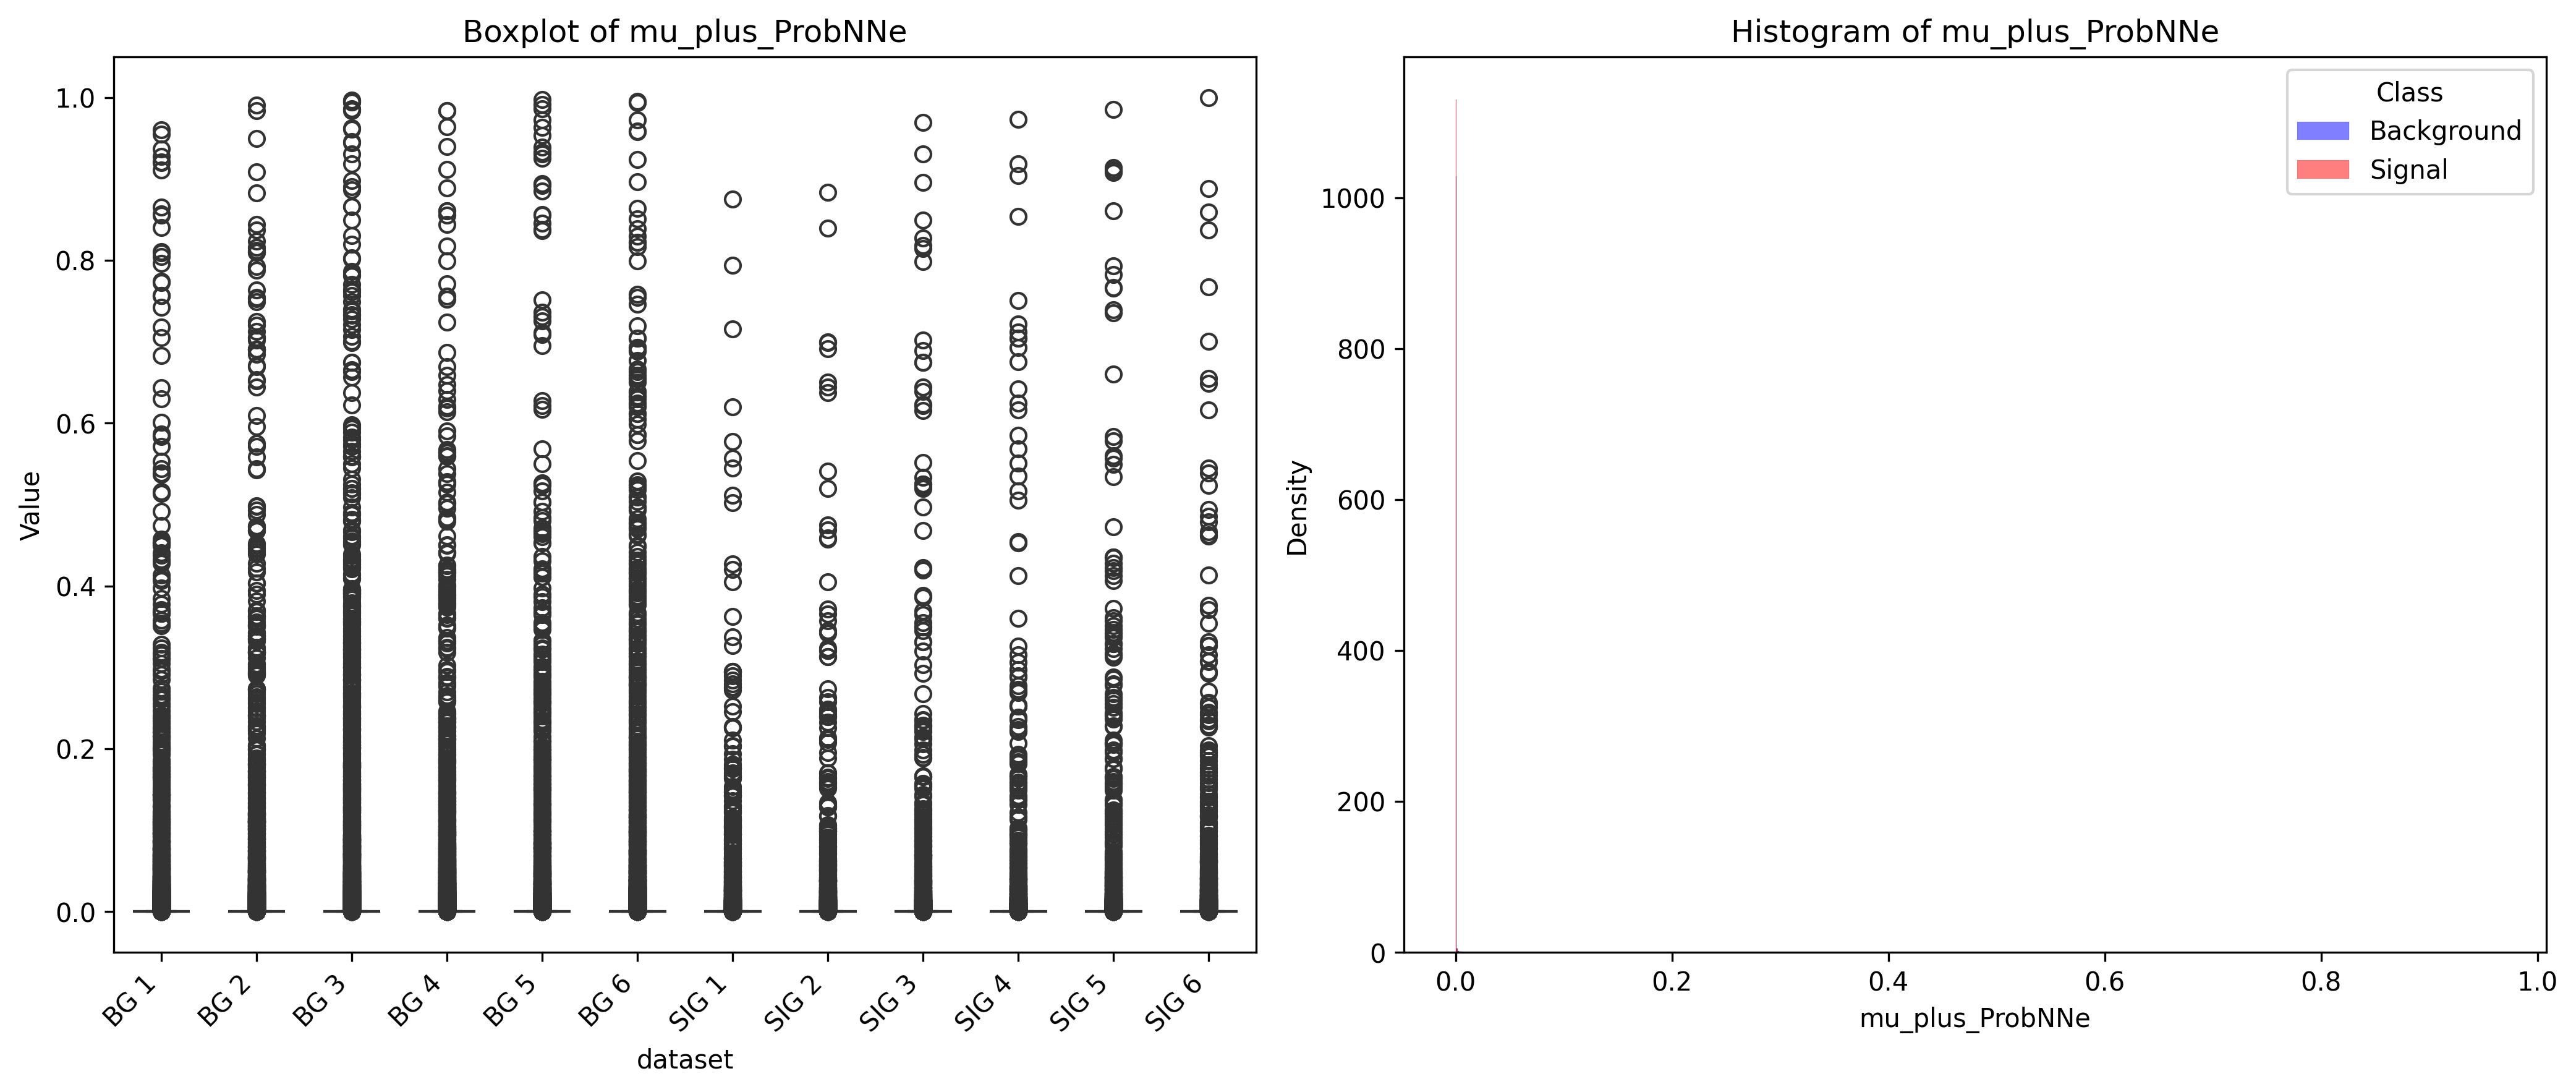 Boxplot of mu_plus_ProbNNe
Value
1.0
0.8
0.6
0.4
0.2
0.0
BG 1
BG 2
BG 3
BG 4
BG 5
BG 6
SIG 1
SIG 2
SIG 3
SIG 4
SIG 5
SIG 6
dataset
Histogram of mu_plus_ProbNNe
Class
Background
Signal
Density
1000
800
600
400
200
0
0.0
0.2
0.4
0.6
0.8
1.0
mu_plus_ProbNNe